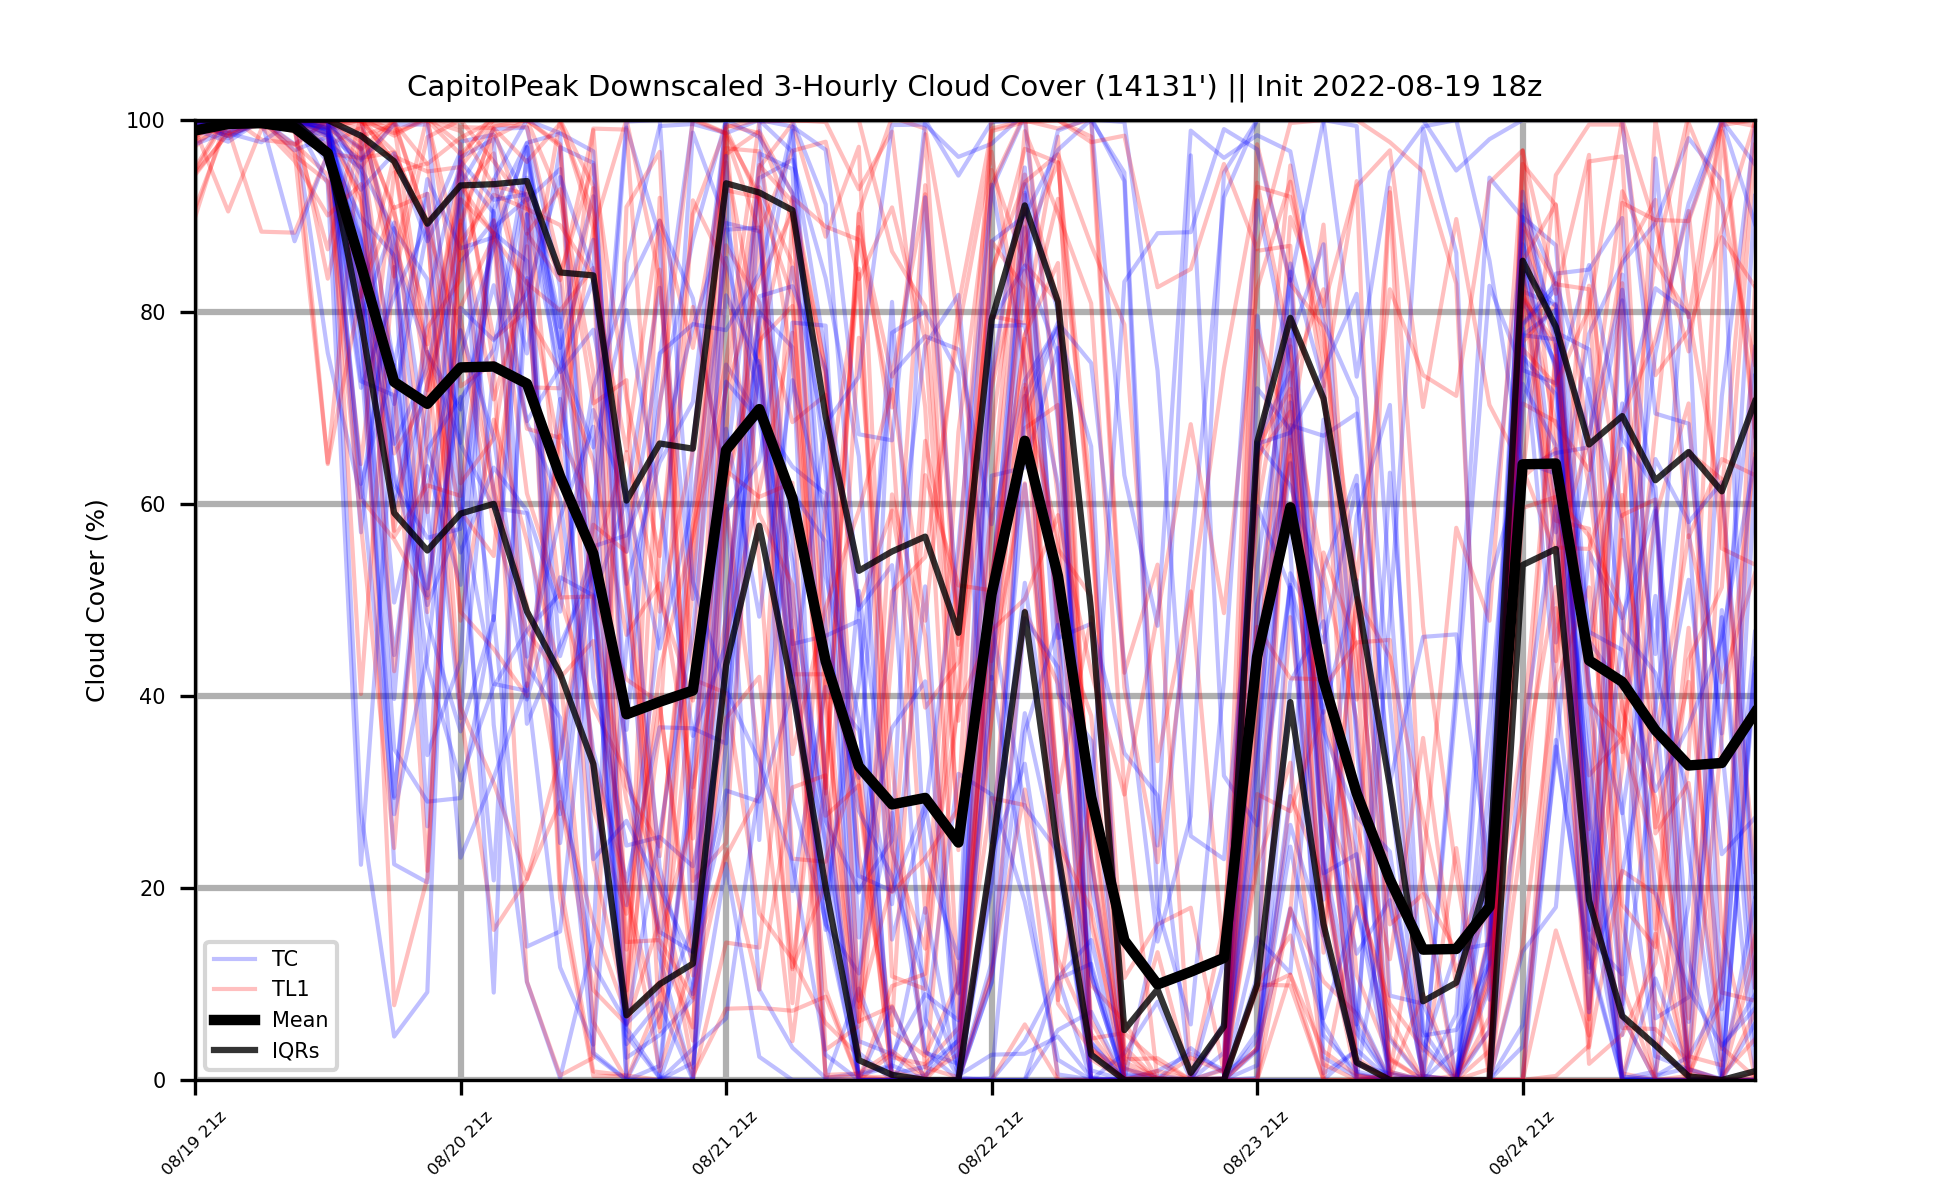 CapitolPeak Downscaled 3-Hourly Cloud Cover (14131') || Init 2022-08-19 18z
Cloud Cover (%)
100
80
60
40
20
0
TC
TL1
Mean
IQRs
08/19 21z
08/20 21z
08/21 21z
08/22 21z
08/23 21z
08/24 21z